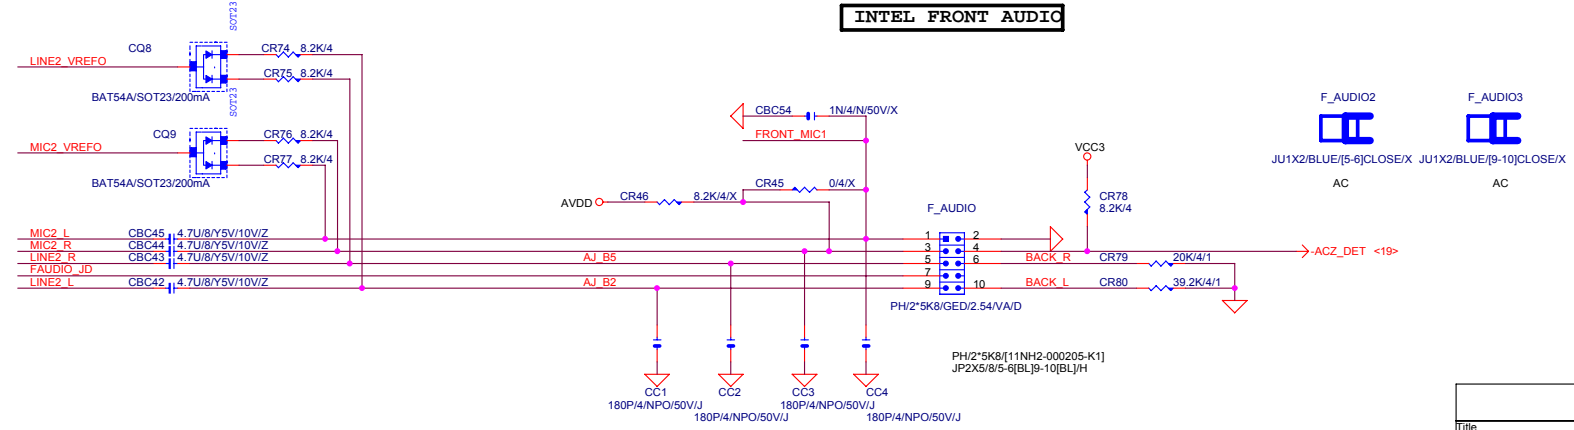 INTEL FRONT AUDIO
SOT23
CQ8
CR74 8.2K/4
LINE2_VREFO
CR75 8.2K/4
BAT54A/SOT23/200mA
SOT23
CQ9
CR76 8.2K/4
MIC2_VREFO
CR77 8.2K/4
BAT54A/SOT23/200mA
CBC54 1N/4/N/50V/X
FRONT_MIC1
CR45 0/4/X
AVDD CR46 8.2K/4/X
VCC3
CR78
8.2K/4
F_AUDIO2 F_AUDIO3
JU1X2/BLUE/[5-6]CLOSE/X JU1X2/BLUE/[9-10]CLOSE/X
AC AC
F_AUDIO
MIC2_L CBC45 4.7U/8/Y5V/10V/Z 1 2
MIC2_R CBC44 4.7U/8/Y5V/10V/Z 3 4 -ACZ_DET <19>
LINE2_R CBC43 4.7U/8/Y5V/10V/Z AJ_B5 5 6 BACK_R CR79 20K/4/1
FAUDIO_JD 7
LINE2_L CBC42 4.7U/8/Y5V/10V/Z AJ_B2 9 10 BACK_L CR80 39.2K/4/1
PH/2*5K8/GED/2.54/VA/D
PH/2*5K8/[11NH2-000205-K1]
JP2X5/8/5-6[BL]9-10[BL]/H
CC1 CC2 CC3 CC4
180P/4/NPO/50V/J 180P/4/NPO/50V/J
180P/4/NPO/50V/J 180P/4/NPO/50V/J
Title